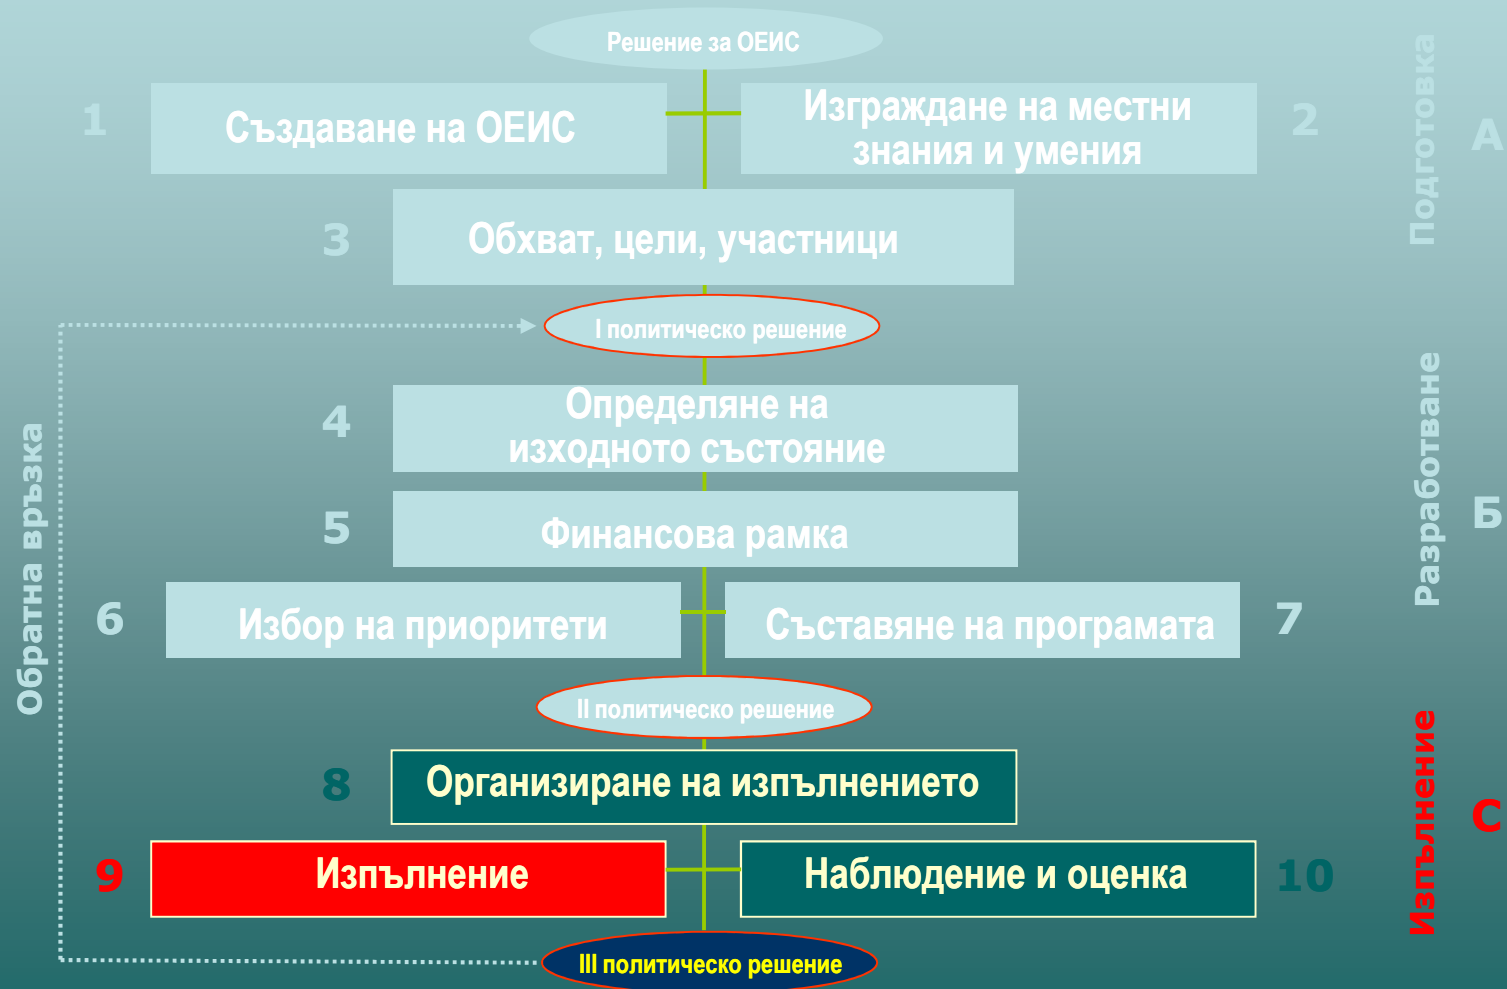 Решение за ОЕИС
1
Създаване на ОЕИС
Изграждане на местни
знания и умения
2
Подготовка
А
3
Обхват, цели, участници
I политическо решение
4
Определяне на
изходното състояние
5
Финансова рамка
Разработване
Б
Обратна връзка
6
Избор на приоритети
Съставяне на програмата
7
II политическо решение
8
Организиране на изпълнението
Изпълнение
С
9
Изпълнение
Наблюдение и оценка
10
III политическо решение